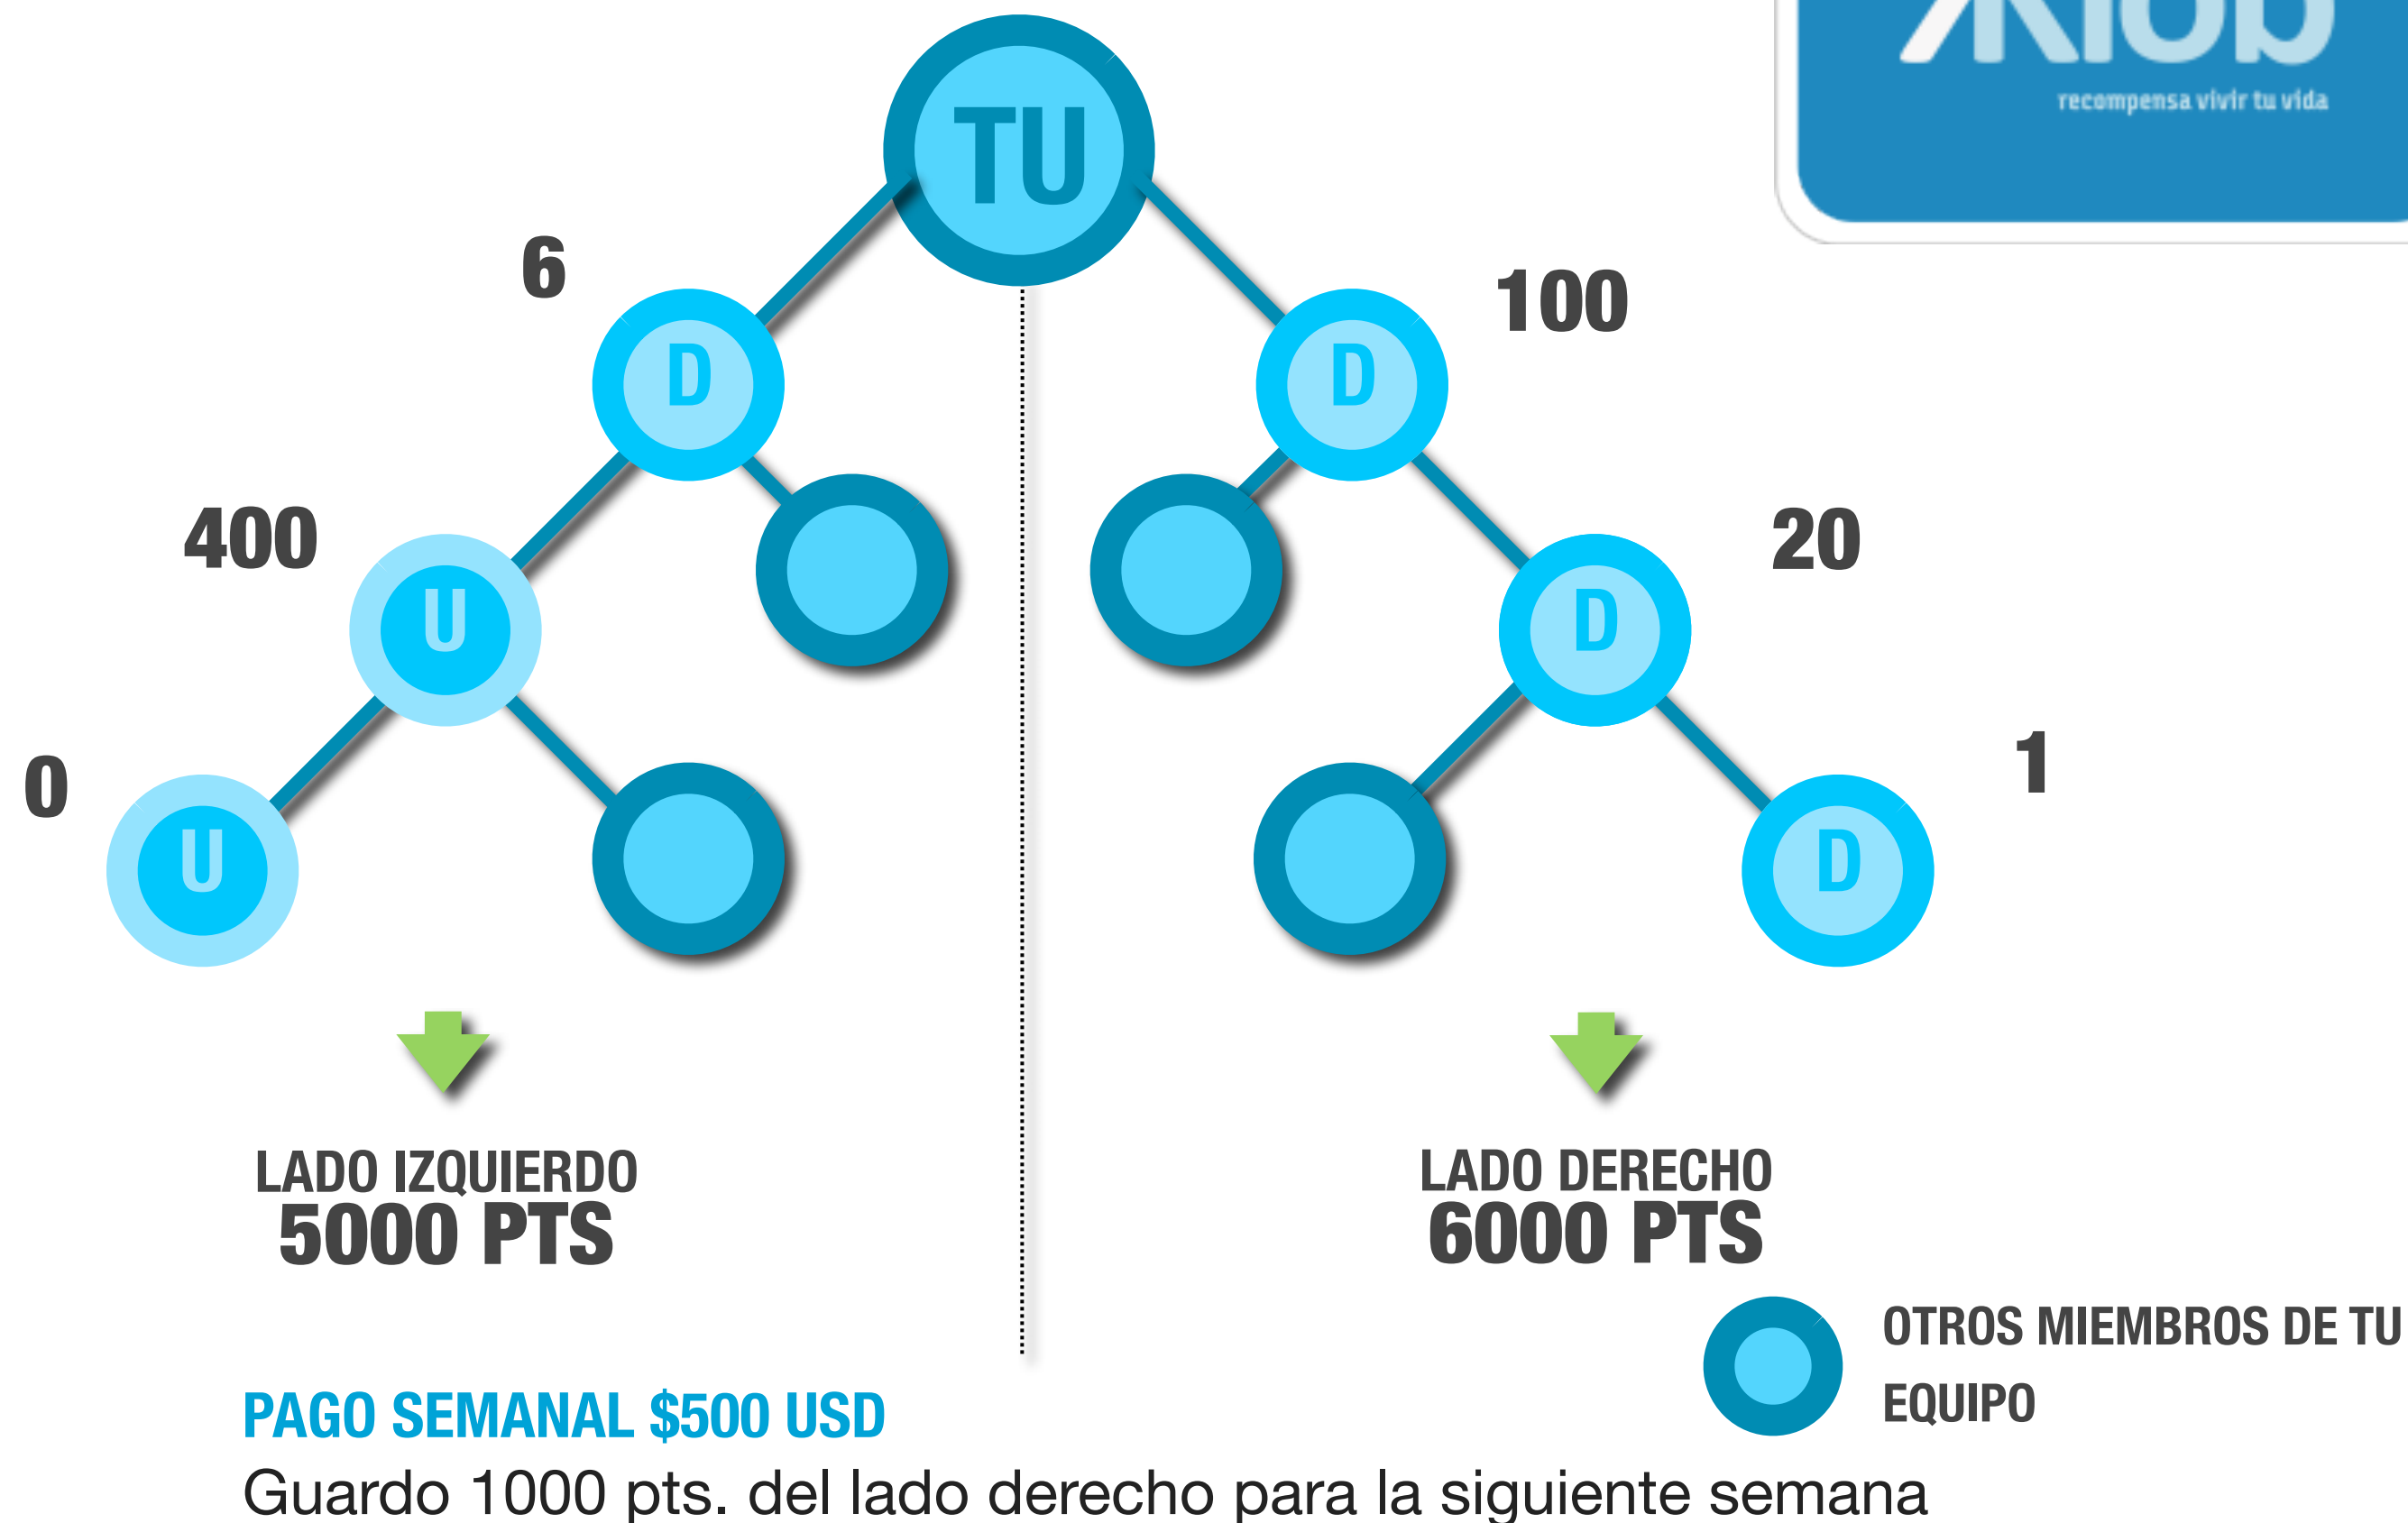 recompensa vivir tu vida
TU
6
100
D
D
400
20
U
D
0
1
U
D
LADO IZQUIERDO
5000 PTS
LADO DERECHO
6000 PTS
OTROS MIEMBROS DE TU
EQUIPO
PAGO SEMANAL $500 USD
Guardo 1000 pts. del lado derecho para la siguiente semana